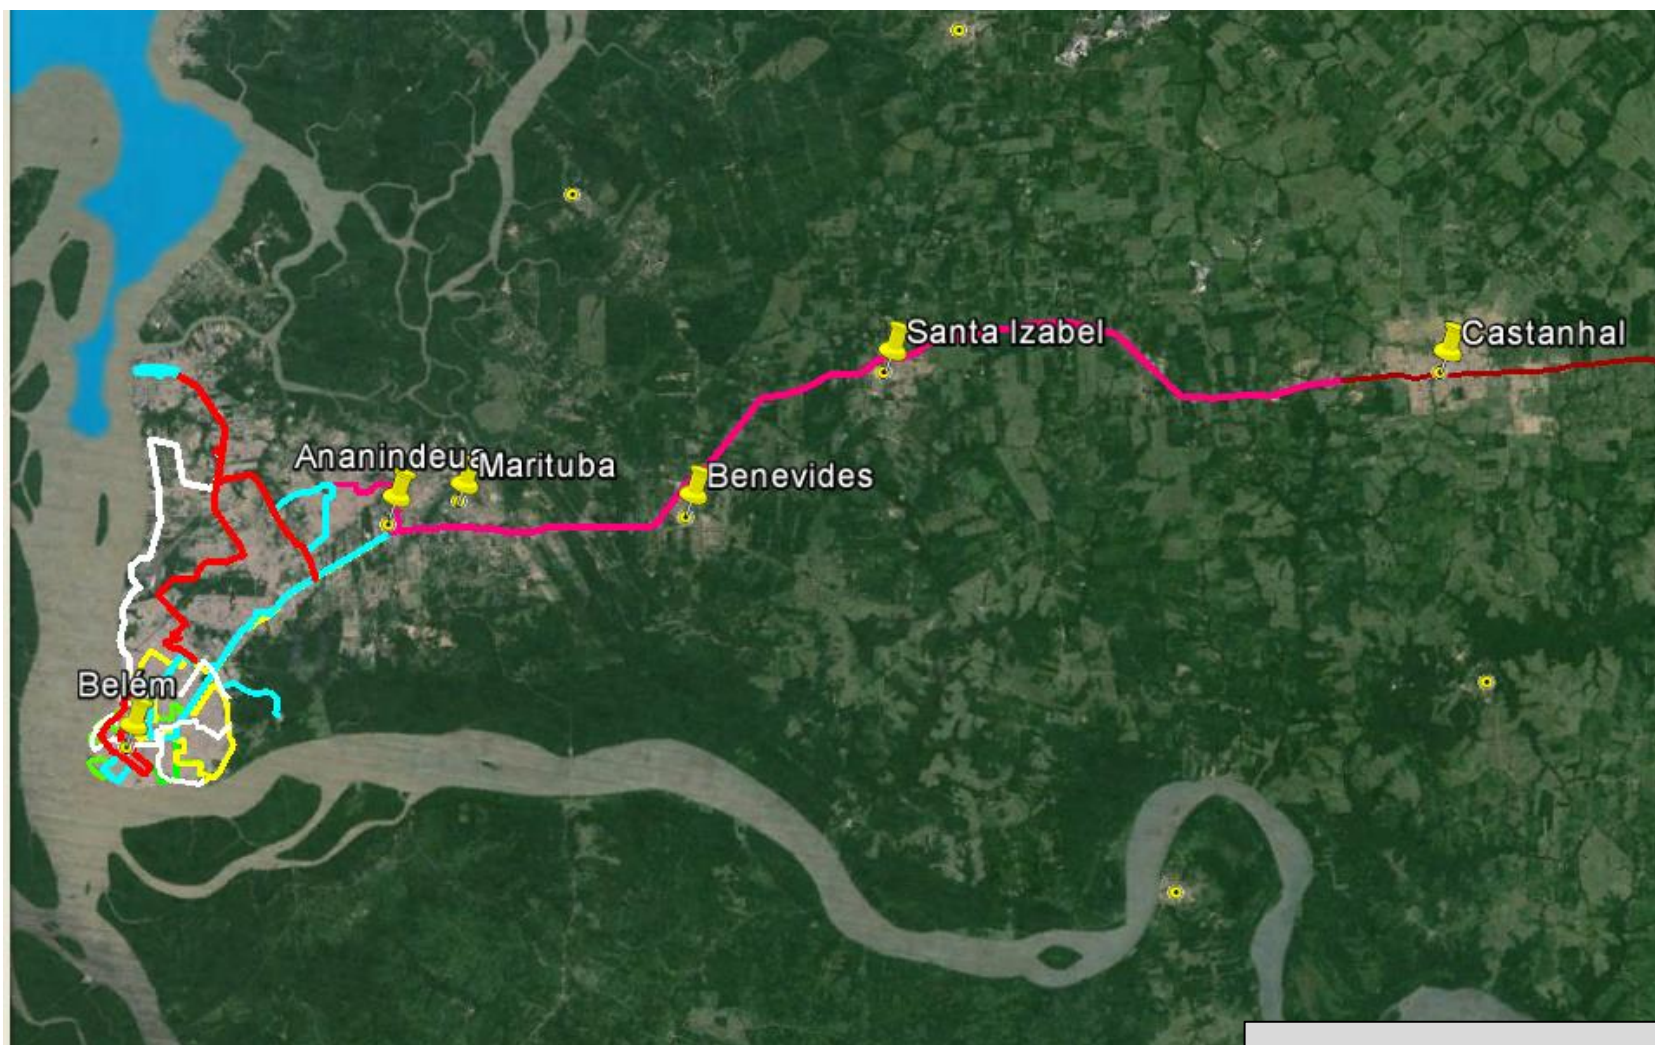 Santa Izabel
Castanhal
Ananindeua
Marituba
Benevides
Belém